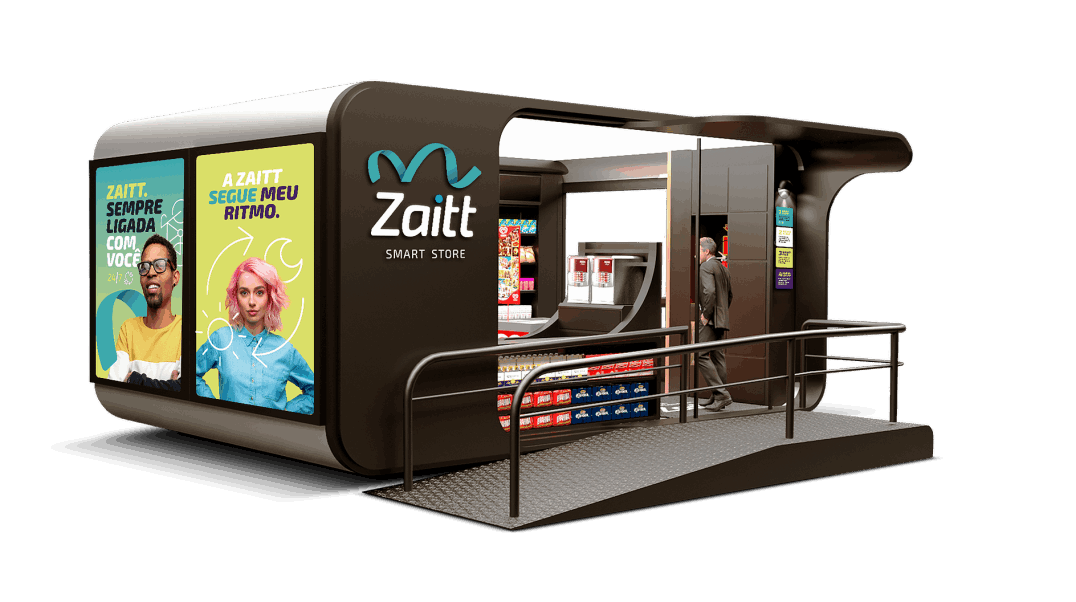 ZAITT.
SEMPRE
LIGADA
COM
VOCÊ
24/7
A ZAITT
SEGUE MEU
RITMO.
Zaitt
SMART STORE